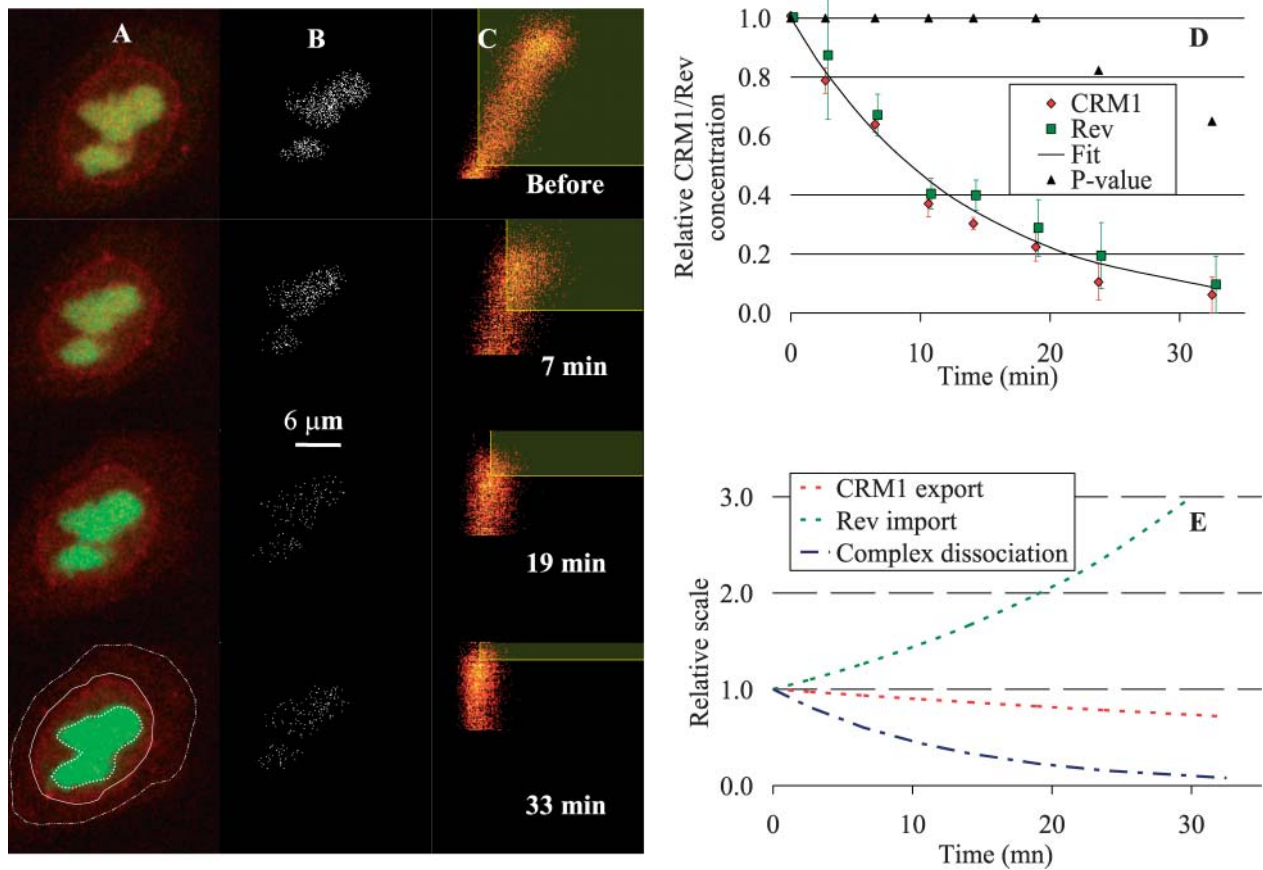 A
B
C
Before
7 min
6 μm
19 min
33 min
D
Relative CRM1/Rev
concentration
1.0
0.8
0.6
0.4
0.2
0.0
CRM1
Rev
Fit
P-value
0
10
20
30
Time (min)
E
Relative scale
3.0
2.0
1.0
0.0
CRM1 export
Rev import
Complex dissociation
0
10
20
30
Time (mn)